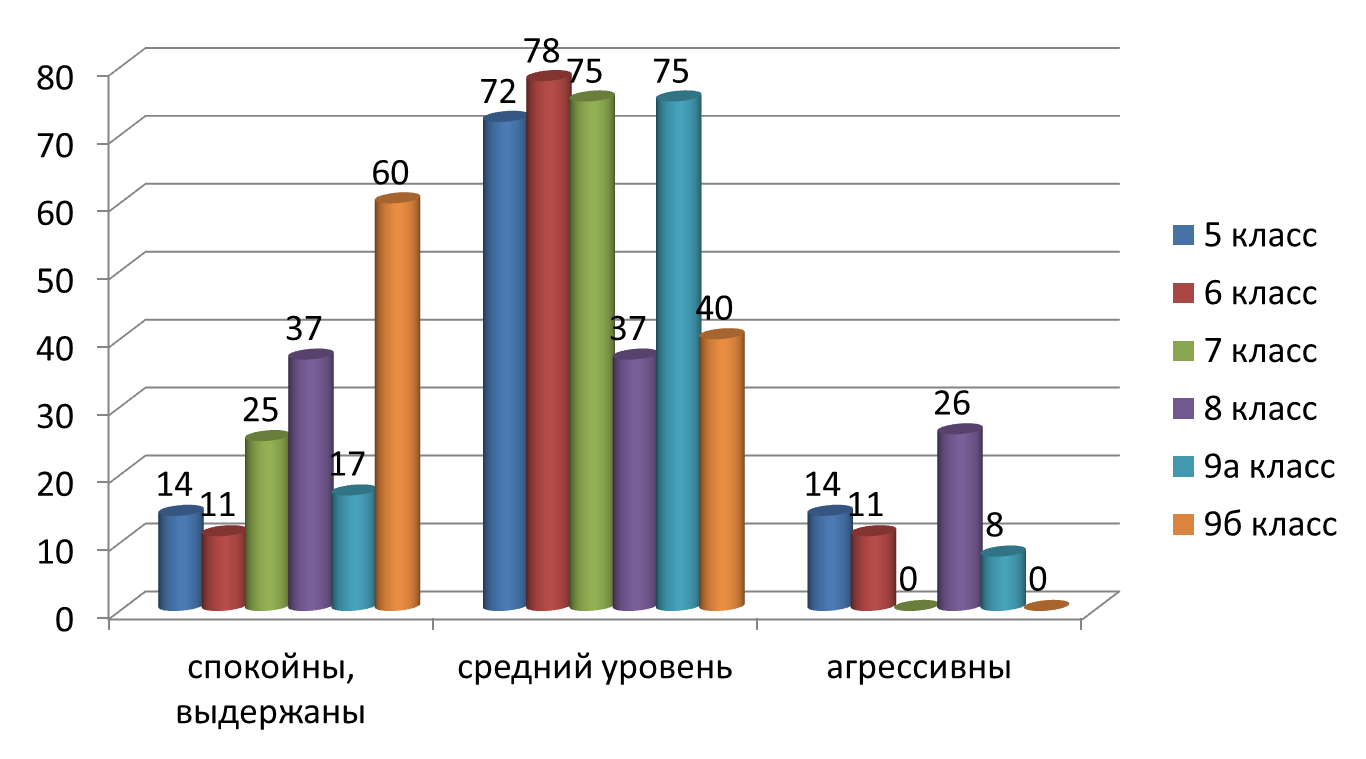 80
70
60
50
40
30
20
10
0
14
11
25
37
17
60
72
78
75
37
75
40
14
11
0
26
8
0
спокойны,
выдержаны
средний уровень
агрессивны
5 класс
6 класс
7 класс
8 класс
9а класс
9б класс